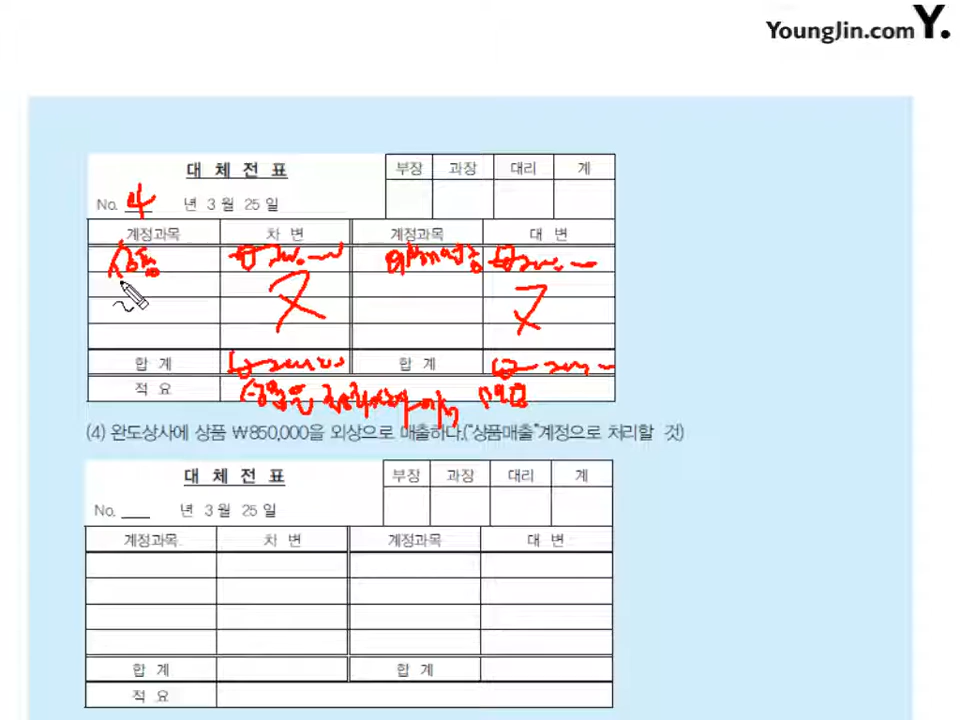 YoungJin.com Y.
대 체 전 표 부장 과장 대리 계
No. 4 년 3 월 25 일
계정과목 차 변 계정과목 대 변
상품
합 계 합 계
적 요
(4) 완도상사에 상품 ₩850,000을 외상으로 매출하다.("상품매출"계정으로 처리할 것)
대 체 전 표 부장 과장 대리 계
No. ___ 년 3 월 25 일
계정과목 차 변 계정과목 대 변
합 계 합 계
적 요